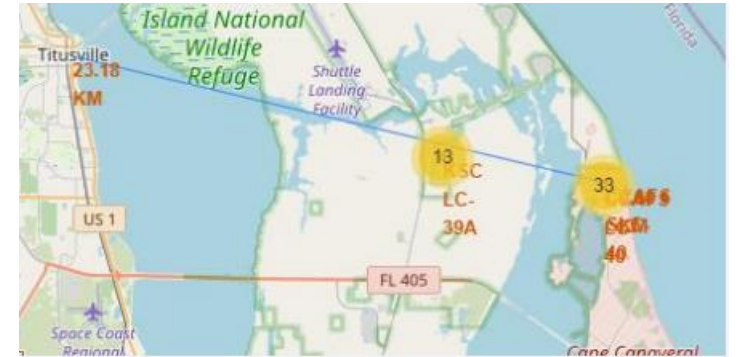 Island National
Wildlife
Refuge
Florida
Titusville
23.18
KM
Shuttle
Landing
Facility
13
KSC
LC-
39A
33
40
US 1
FL 405
Space Coast
Regional
Cape Canaveral